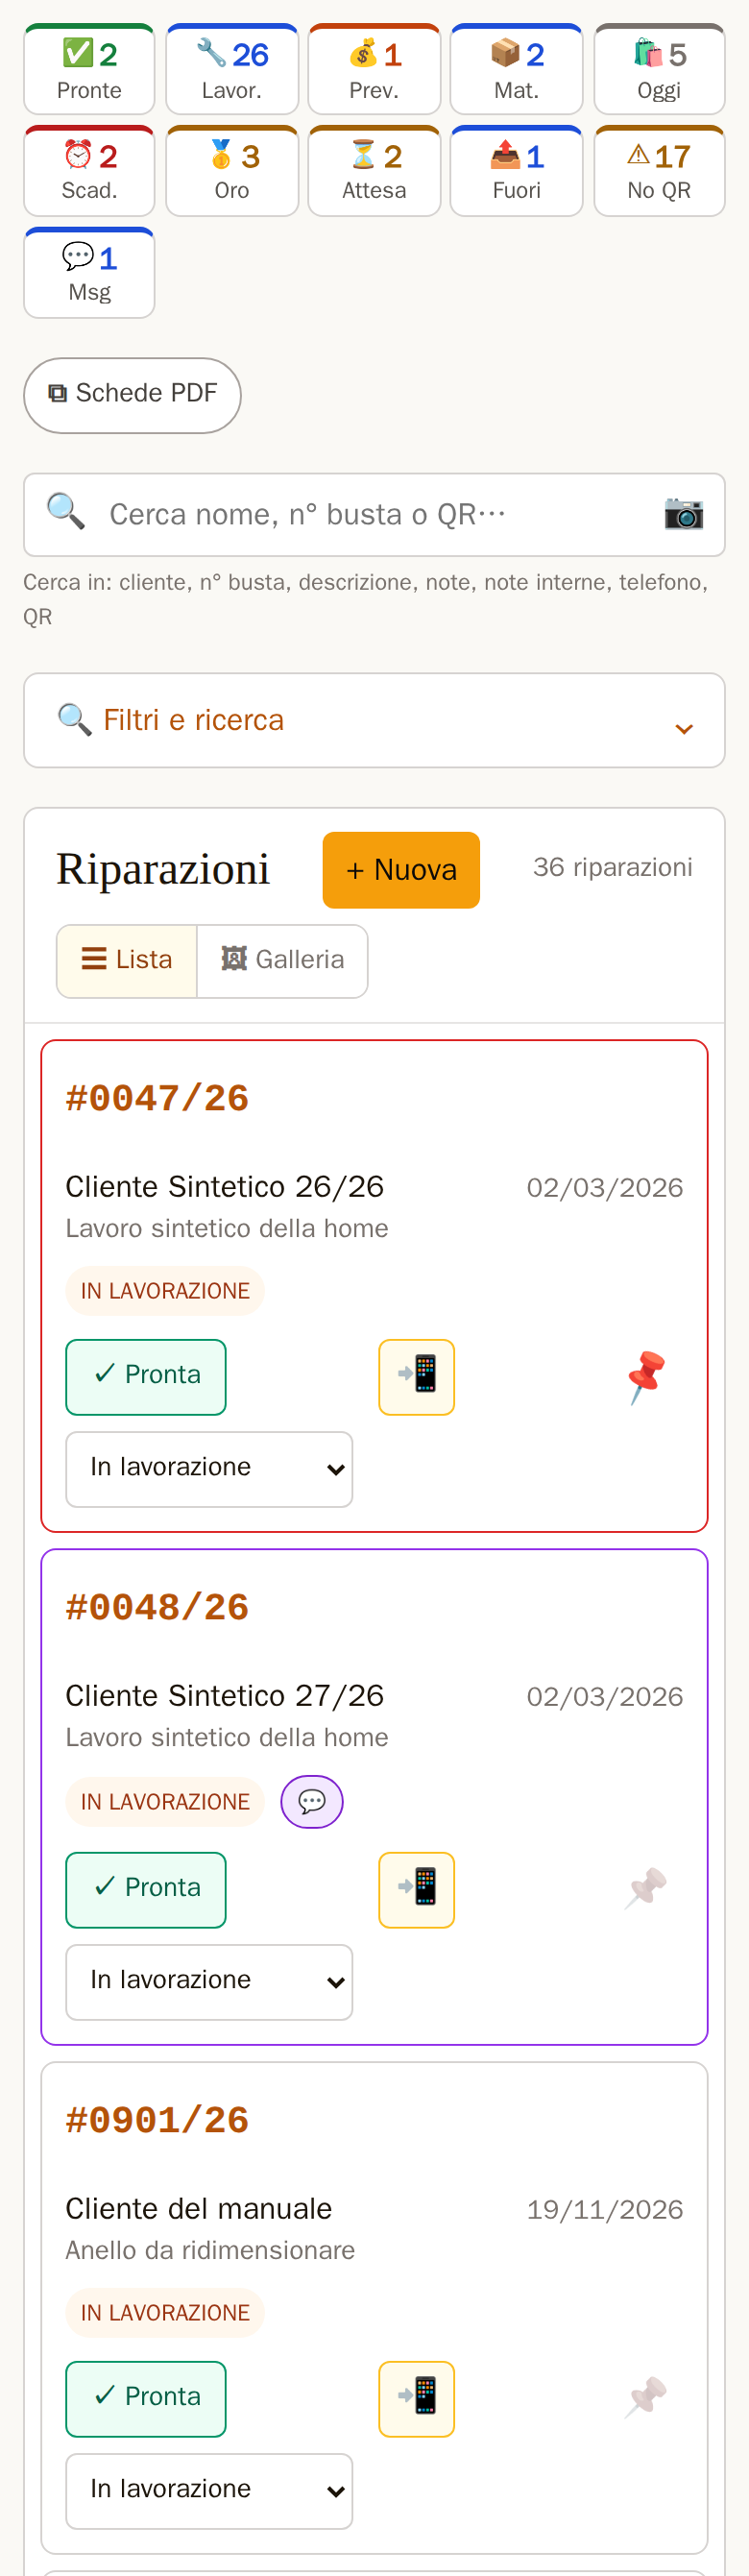 ✅2 🔧26 💰1 📦2 🛍️5
Pronte Lavor. Prev. Mat. Oggi
⏰2 🥇3 ⏳2 📤1 ⚠17
Scad. Oro Attesa Fuori No QR
💬1
Msg
⧉ Schede PDF
🔍 Cerca nome, n° busta o QR⋯ 📷
Cerca in: cliente, n° busta, descrizione, note, note interne, telefono,
QR
🔍 Filtri e ricerca
Riparazioni + Nuova 36 riparazioni
☰ Lista 🖼 Galleria
#0047/26
Cliente Sintetico 26/26 02/03/2026
Lavoro sintetico della home
IN LAVORAZIONE
✓ Pronta 📲 📌
In lavorazione
#0048/26
Cliente Sintetico 27/26 02/03/2026
Lavoro sintetico della home
IN LAVORAZIONE 💬
✓ Pronta 📲 📌
In lavorazione
#0901/26
Cliente del manuale 19/11/2026
Anello da ridimensionare
IN LAVORAZIONE
✓ Pronta 📲 📌
In lavorazione